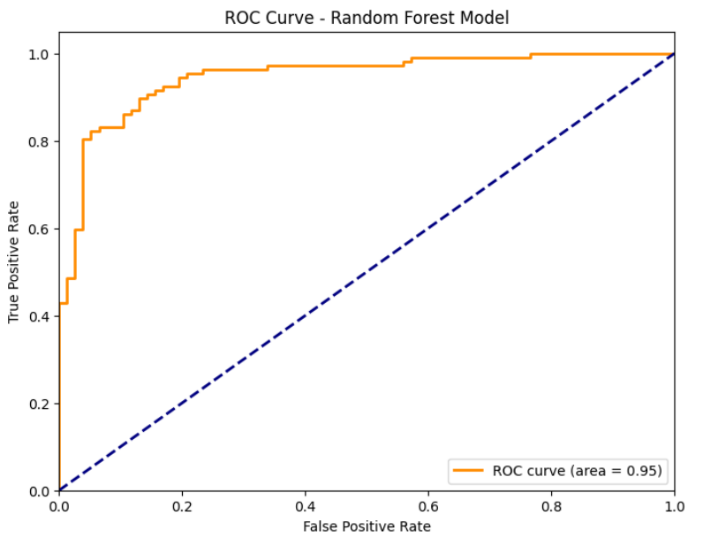 ROC Curve - Random Forest Model
True Positive Rate
1.0
0.8
0.6
0.4
0.2
0.0
ROC curve (area = 0.95)
0.0 0.2 0.4 0.6 0.8 1.0
False Positive Rate